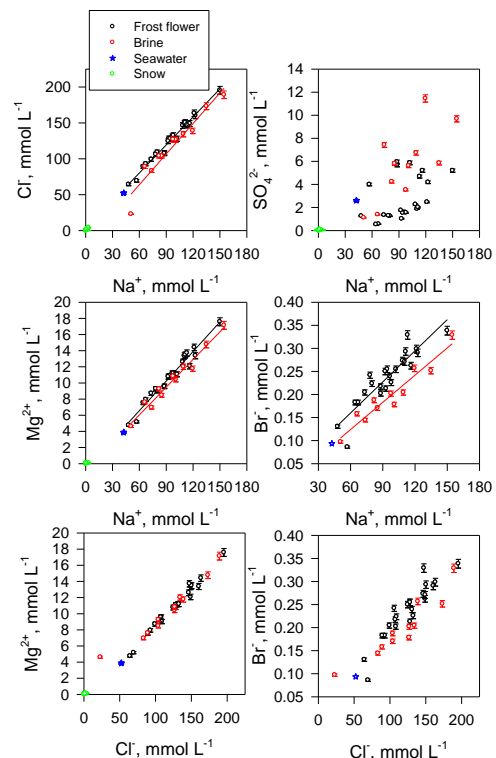 Frost flower
Brine
Seawater
Snow
Cl⁻, mmol L⁻¹
200
150
100
50
0
0 30 60 90 120 150 180
Na⁺, mmol L⁻¹
SO₄²⁻, mmol L⁻¹
14
12
10
8
6
4
2
0
0 30 60 90 120 150 180
Na⁺, mmol L⁻¹
Mg²⁺, mmol L⁻¹
20
18
16
14
12
10
8
6
4
2
0
0 30 60 90 120 150 180
Na⁺, mmol L⁻¹
Br⁻, mmol L⁻¹
0.40
0.35
0.30
0.25
0.20
0.15
0.10
0.05
30 60 90 120 150 180
Na⁺, mmol L⁻¹
Mg²⁺, mmol L⁻¹
20
18
16
14
12
10
8
6
4
2
0
0 50 100 150 200
Cl⁻, mmol L⁻¹
Br⁻, mmol L⁻¹
0.40
0.35
0.30
0.25
0.20
0.15
0.10
0.05
0 50 100 150 200
Cl⁻, mmol L⁻¹